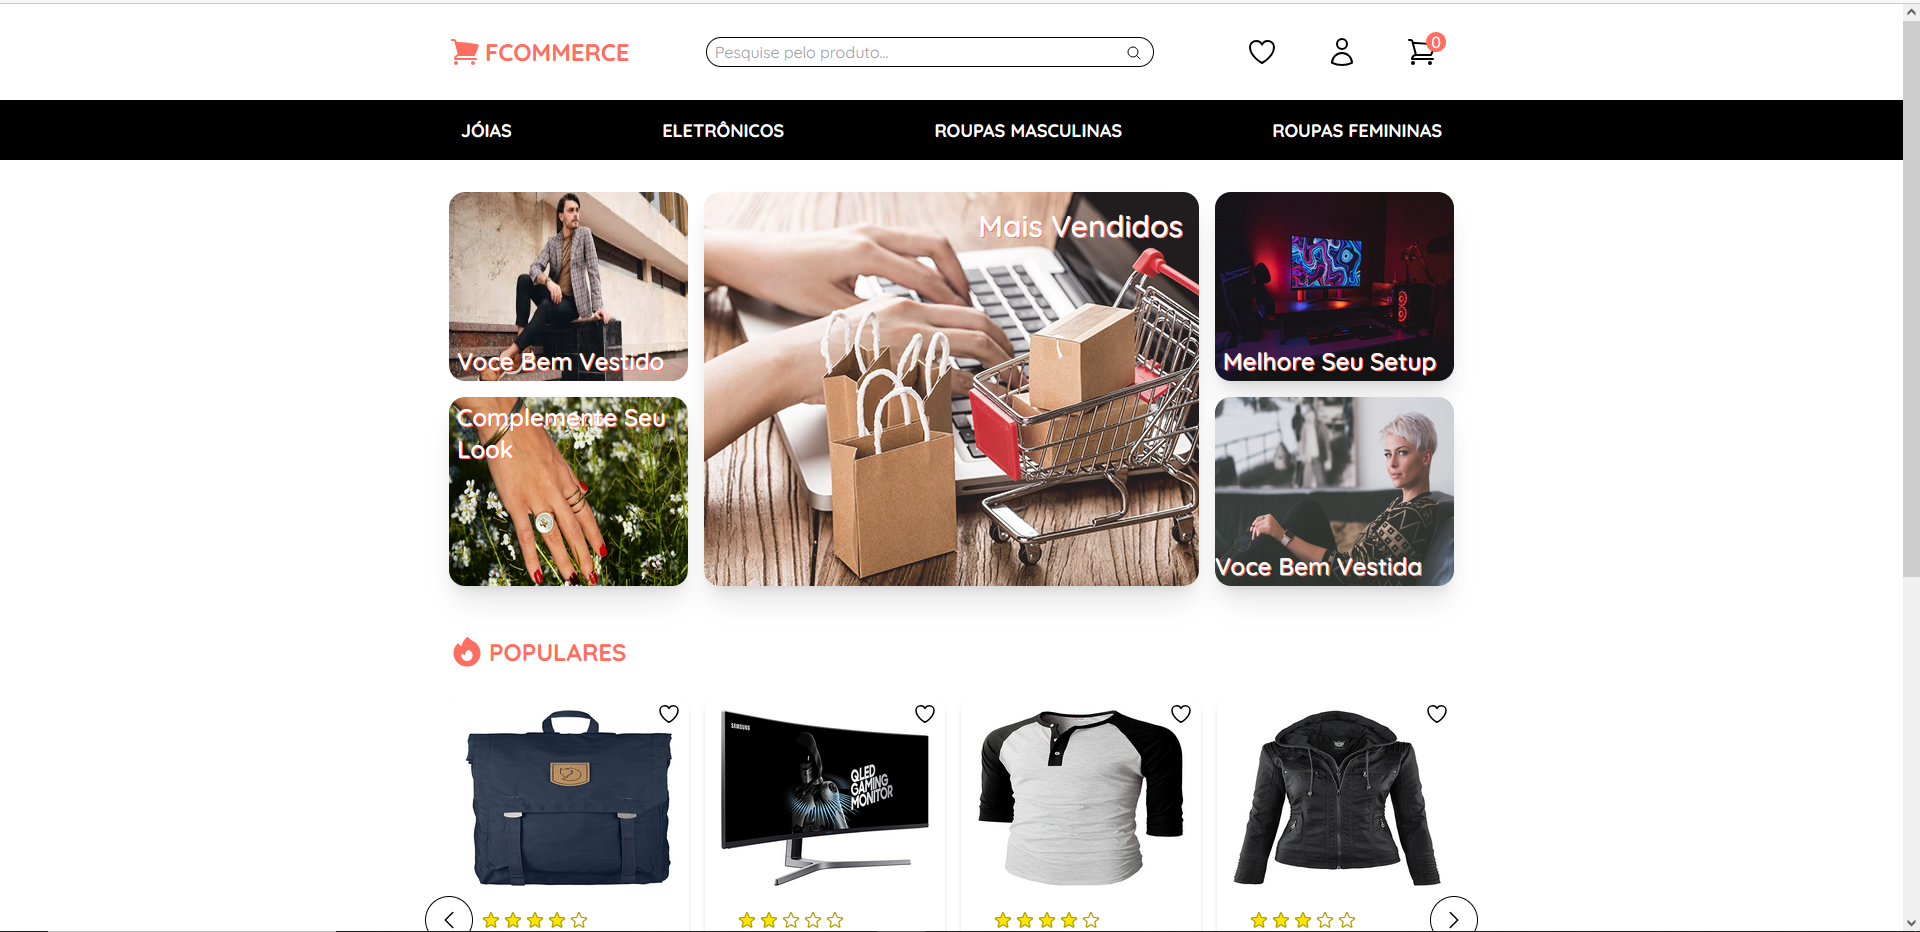 FCOMMERCE
Pesquise pelo produto...
0
JÓIAS
ELETRÔNICOS
ROUPAS MASCULINAS
ROUPAS FEMININAS
Voce Bem Vestido
Mais Vendidos
Melhore Seu Setup
Complemente Seu
Look
Voce Bem Vestida
POPULARES
SAMSUNG
QLED
GAMING
MONITOR